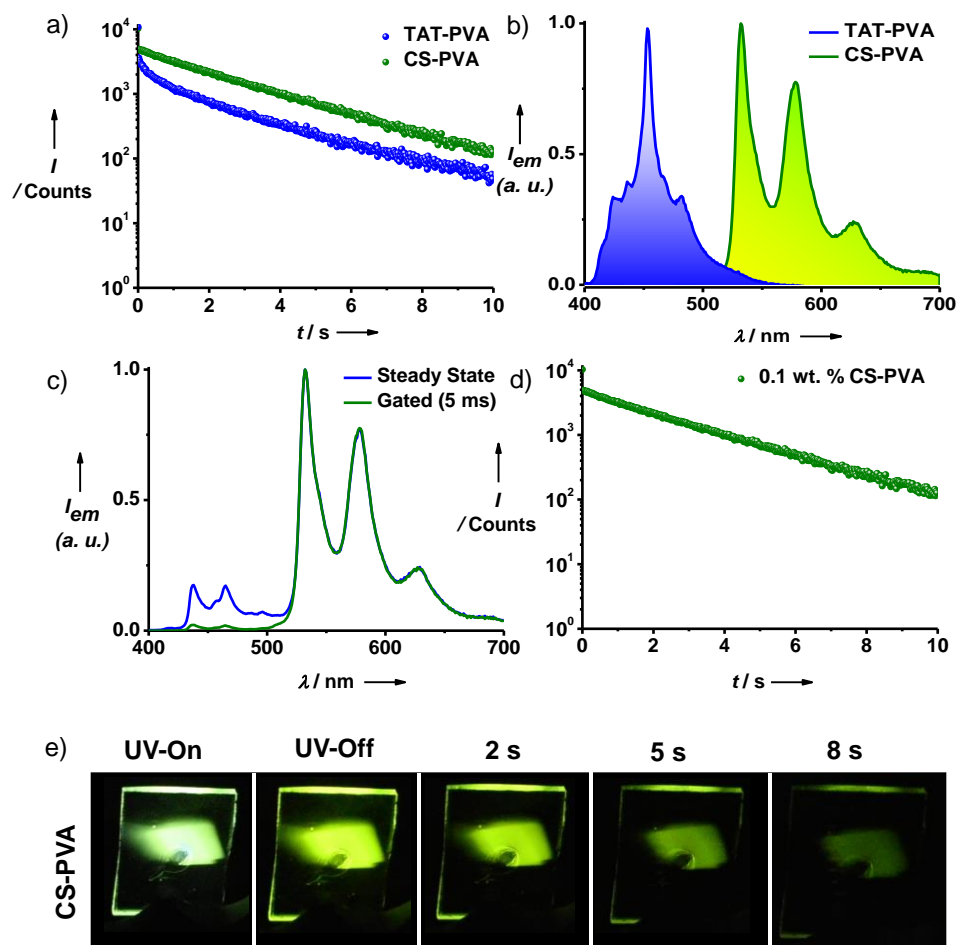 a)
TAT-PVA
CS-PVA
10⁴
10³
10²
10¹
10⁰
I
/ Counts
0 2 4 6 8 10
t / s
b)
TAT-PVA
CS-PVA
1.0
0.5
0.0
Iem
(a. u.)
400 500 600 700
λ / nm
c)
Steady State
Gated (5 ms)
1.0
0.5
0.0
Iem
(a. u.)
400 500 600 700
λ / nm
d)
0.1 wt. % CS-PVA
10⁴
10³
10²
10¹
10⁰
I
/ Counts
0 2 4 6 8 10
t / s
e)
UV-On UV-Off 2 s 5 s 8 s
CS-PVA